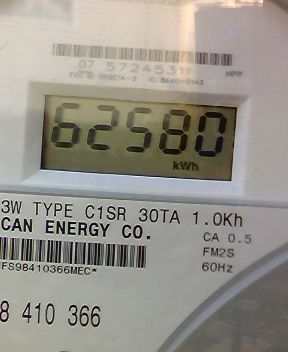 07 57245311 HPP
62580
kWh
3W TYPE C1SR 30TA 1.0Kh
CAN ENERGY CO. CA 0.5
FM2S
60Hz
FS98410366MEC*
8 410 366